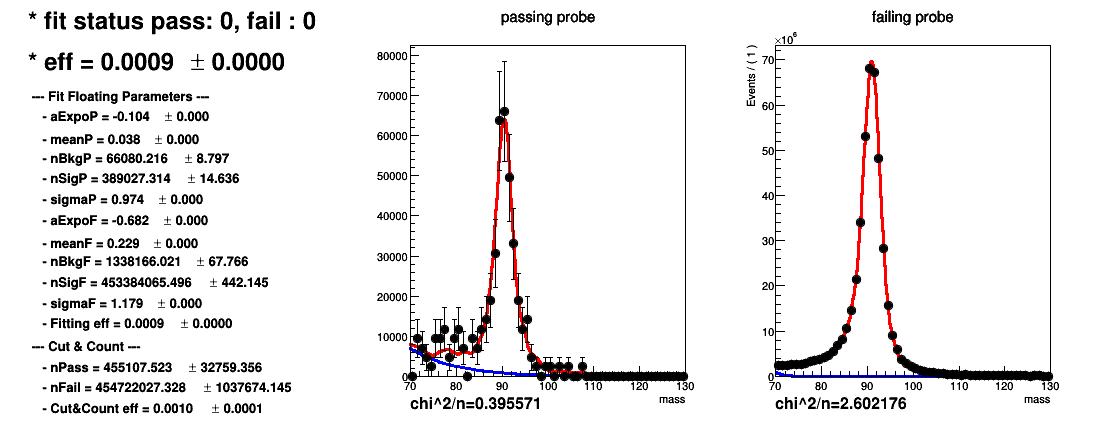 * fit status pass: 0, fail : 0
* eff = 0.0009 ± 0.0000
--- Fit Floating Parameters ---
- aExpoP = -0.104 ± 0.000
- meanP = 0.038 ± 0.000
- nBkgP = 66080.216 ± 8.797
- nSigP = 389027.314 ± 14.636
- sigmaP = 0.974 ± 0.000
- aExpoF = -0.682 ± 0.000
- meanF = 0.229 ± 0.000
- nBkgF = 1338166.021 ± 67.766
- nSigF = 453384065.496 ± 442.145
- sigmaF = 1.179 ± 0.000
- Fitting eff = 0.0009 ± 0.0000
--- Cut & Count ---
- nPass = 455107.523 ± 32759.356
- nFail = 454722027.328 ± 1037674.145
- Cut&Count eff = 0.0010 ± 0.0001
passing probe
80000
70000
60000
50000
40000
30000
20000
10000
0
70 80 90 100 110 120 130
mass
chi^2/n=0.395571
failing probe
×10^6
Events / ( 1 )
70
60
50
40
30
20
10
0
70 80 90 100 110 120 130
mass
chi^2/n=2.602176